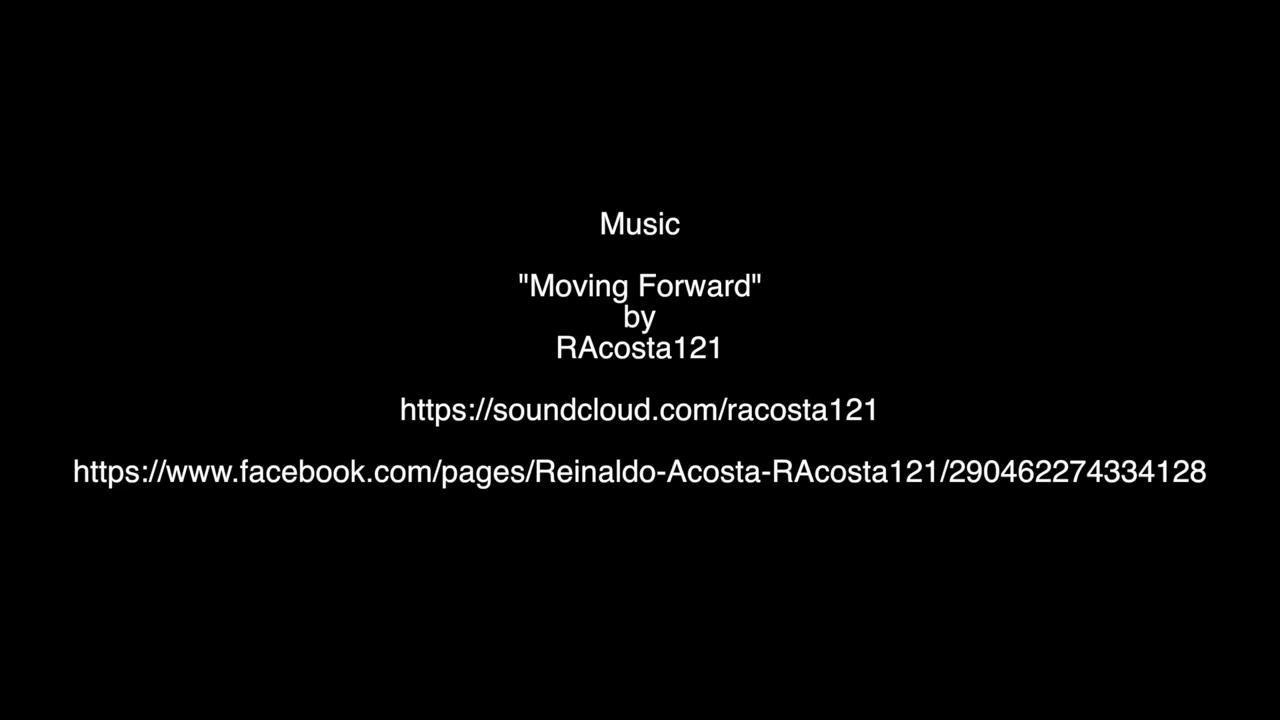 Music
"Moving Forward"
by
RAcosta121
https://soundcloud.com/racosta121
https://www.facebook.com/pages/Reinaldo-Acosta-RAcosta121/290462274334128